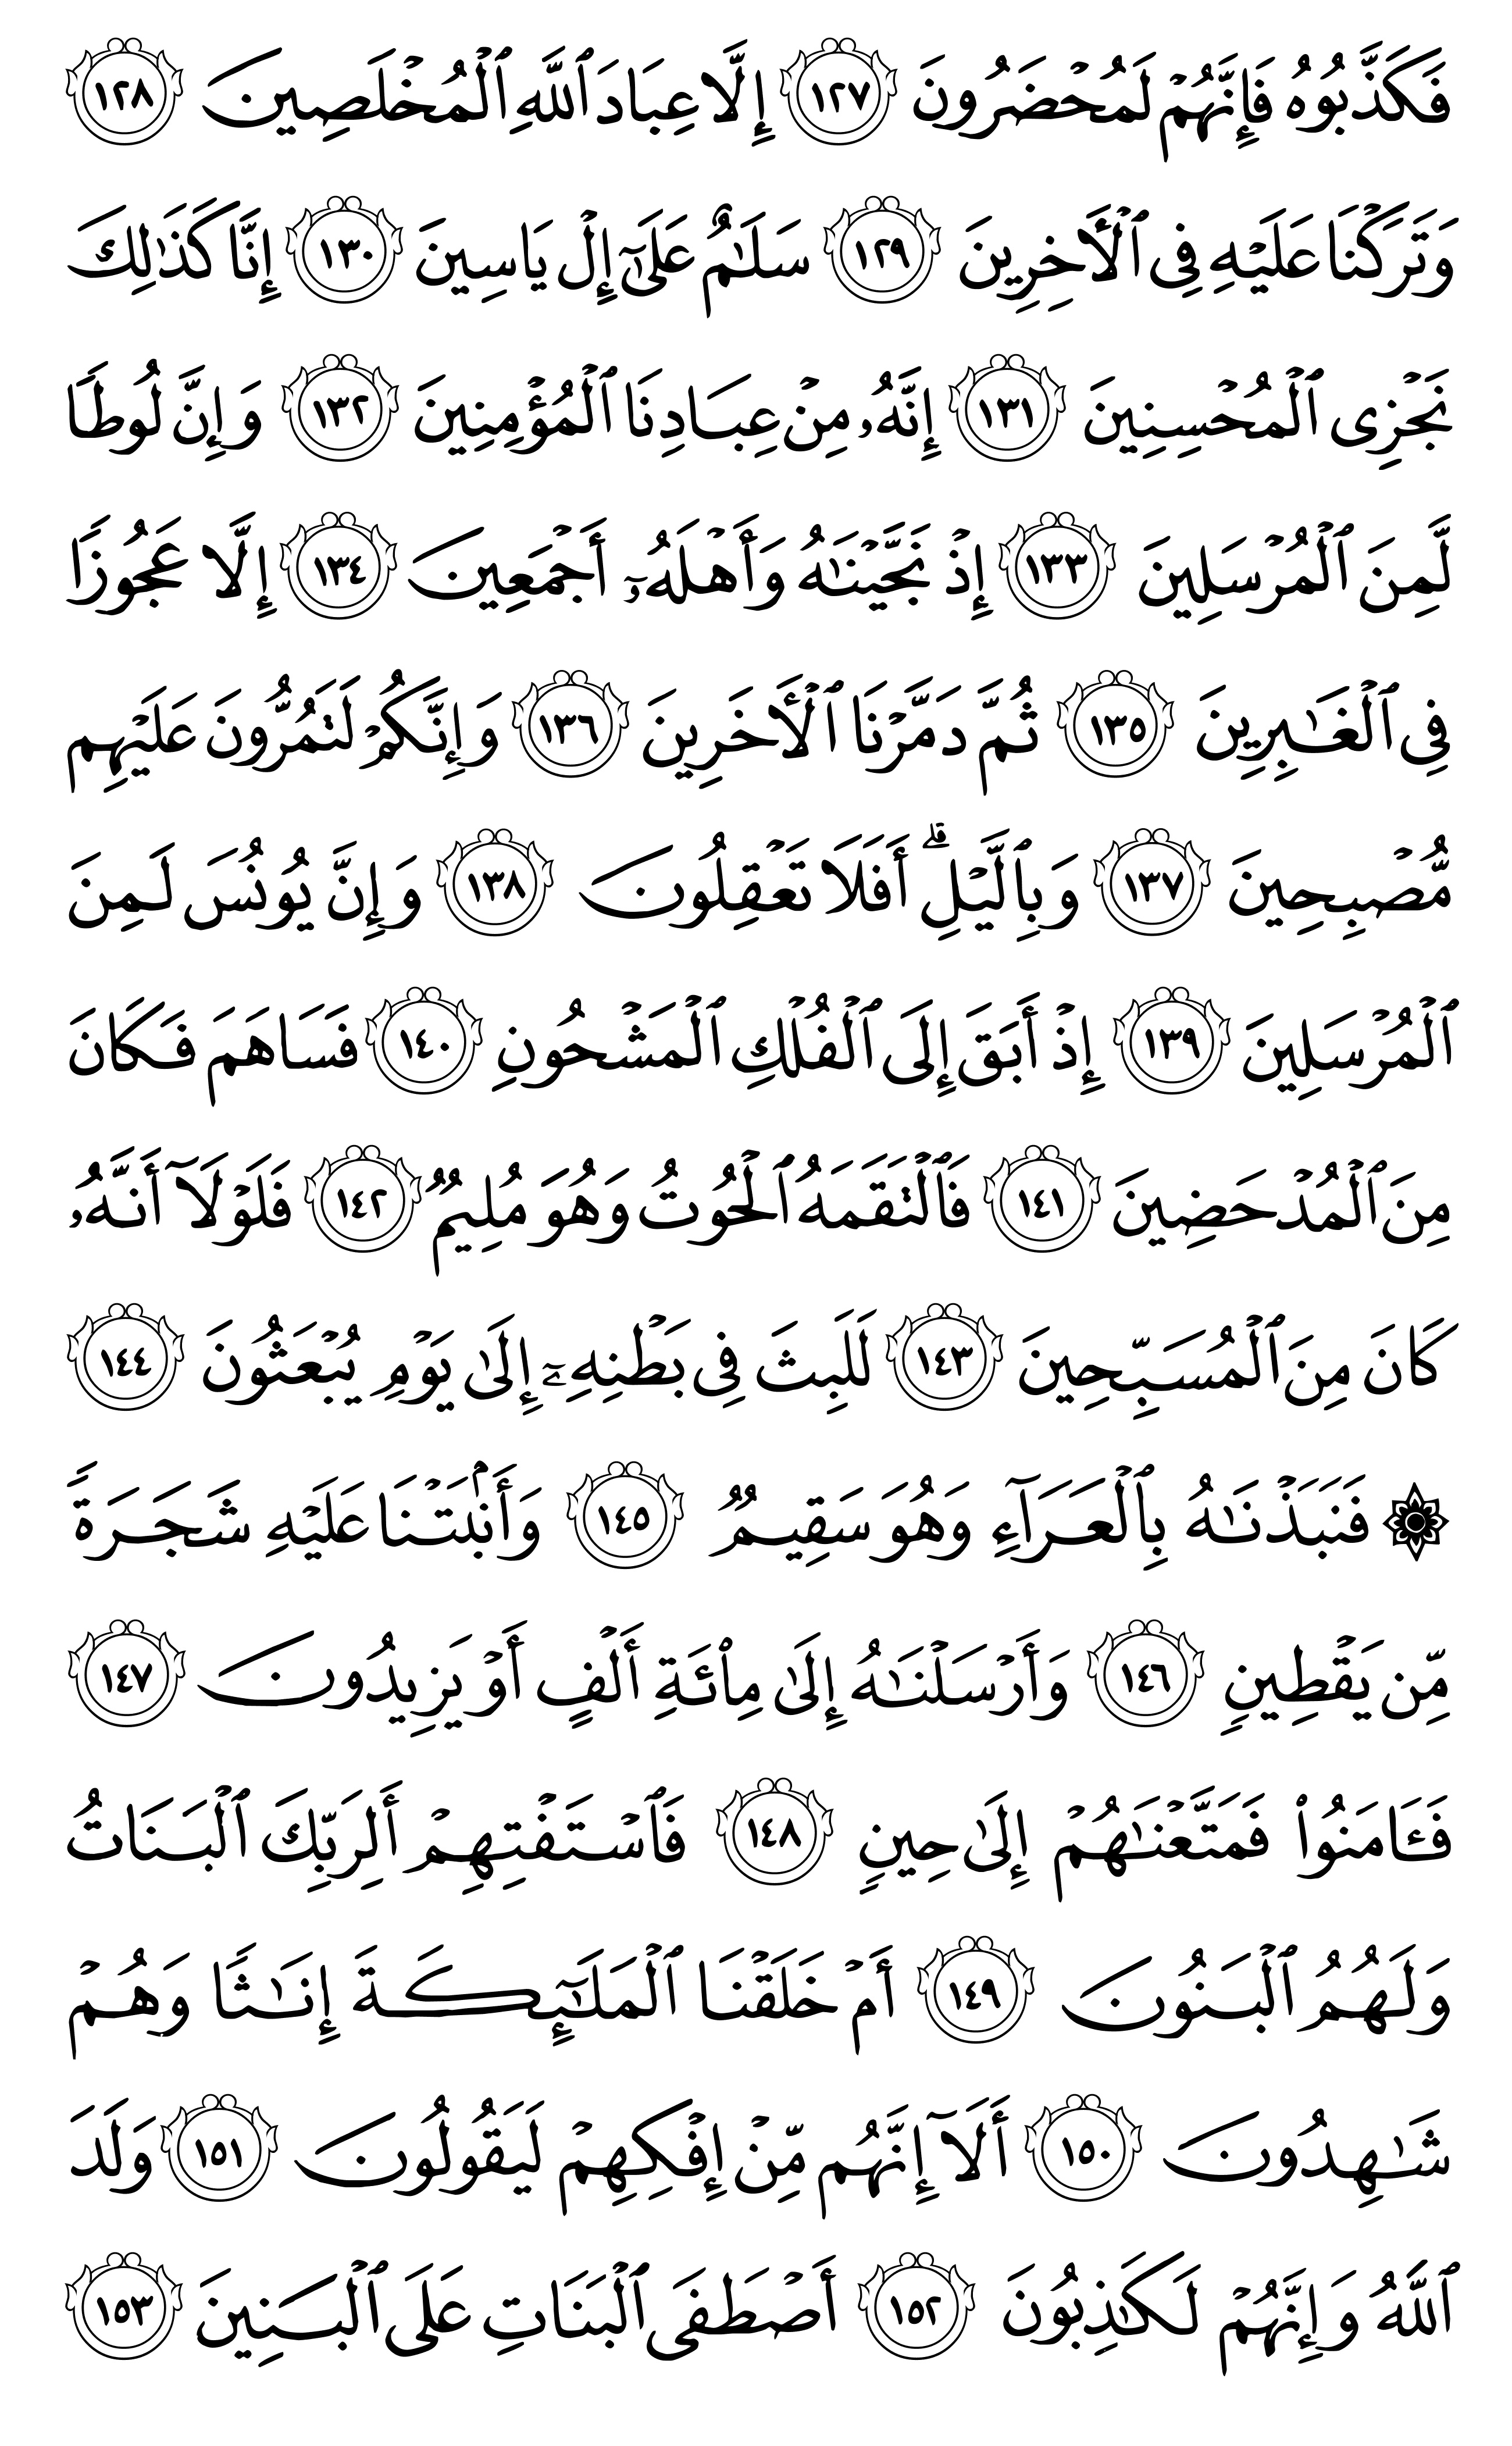 فَكَذَّبُوهُ فَإِنَّهُمْ لَمُحْضَرُونَ ١٢٧ إِلَّا عِبَادَ ٱللَّهِ ٱلْمُخْلَصِينَ ١٢٨
وَتَرَكْنَا عَلَيْهِ فِى ٱلْأَخِرِينَ ١٢٩ سَلَـٰمٌ عَلَىٰٓ إِلْ يَاسِينَ ١٣٠ إِنَّا كَذَٰلِكَ
نَجْزِى ٱلْمُحْسِنِينَ ١٣١ إِنَّهُۥ مِنْ عِبَادِنَا ٱلْمُؤْمِنِينَ ١٣٢ وَإِنَّ لُوطًا
لَّمِنَ ٱلْمُرْسَلِينَ ١٣٣ إِذْ نَجَّيْنَـٰهُ وَأَهْلَهُۥٓ أَجْمَعِينَ ١٣٤ إِلَّا عَجُوزًا
فِى ٱلْغَـٰبِرِينَ ١٣٥ ثُمَّ دَمَّرْنَا ٱلْأَخَرِينَ ١٣٦ وَإِنَّكُمْ لَتَمُرُّونَ عَلَيْهِم
مُّصْبِحِينَ ١٣٧ وَبِٱلَّيْلِ ۗ أَفَلَا تَعْقِلُونَ ١٣٨ وَإِنَّ يُونُسَ لَمِنَ
ٱلْمُرْسَلِينَ ١٣٩ إِذْ أَبَقَ إِلَى ٱلْفُلْكِ ٱلْمَشْحُونِ ١٤٠ فَسَاهَمَ فَكَانَ
مِنَ ٱلْمُدْحَضِينَ ١٤١ فَٱلْتَقَمَهُ ٱلْحُوتُ وَهُوَ مُلِيمٌ ١٤٢ فَلَوْلَآ أَنَّهُۥ
كَانَ مِنَ ٱلْمُسَبِّحِينَ ١٤٣ لَلَبِثَ فِى بَطْنِهِۦٓ إِلَىٰ يَوْمِ يُبْعَثُونَ ١٤٤
۞ فَنَبَذْنَـٰهُ بِٱلْعَرَآءِ وَهُوَ سَقِيمٌ ١٤٥ وَأَنۢبَتْنَا عَلَيْهِ شَجَرَةً
مِّن يَقْطِينٍ ١٤٦ وَأَرْسَلْنَـٰهُ إِلَىٰ مِا۟ئَةِ أَلْفٍ أَوْ يَزِيدُونَ ١٤٧
فَـَٔامَنُوا۟ فَمَتَّعْنَـٰهُمْ إِلَىٰ حِينٍ ١٤٨ فَٱسْتَفْتِهِمْ أَلِرَبِّكَ ٱلْبَنَاتُ
وَلَهُمُ ٱلْبَنُونَ ١٤٩ أَمْ خَلَقْنَا ٱلْمَلَـٰٓئِكَةَ إِنَـٰثًا وَهُمْ
شَـٰهِدُونَ ١٥٠ أَلَآ إِنَّهُم مِّنْ إِفْكِهِمْ لَيَقُولُونَ ١٥١ وَلَدَ
ٱللَّهُ وَإِنَّهُمْ لَكَـٰذِبُونَ ١٥٢ أَصْطَفَى ٱلْبَنَاتِ عَلَى ٱلْبَنِينَ ١٥٣